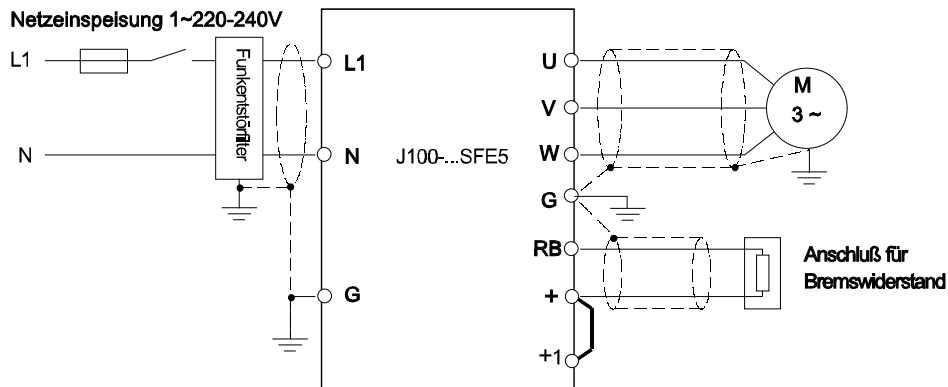 Netzeinspeisung 1~220-240V
L1
Funkentstörfilter
L1
N
N
G
J100-...SFE5
U
V
W
G
RB
+
+1
M
3 ~
Anschluß für
Bremswiderstand